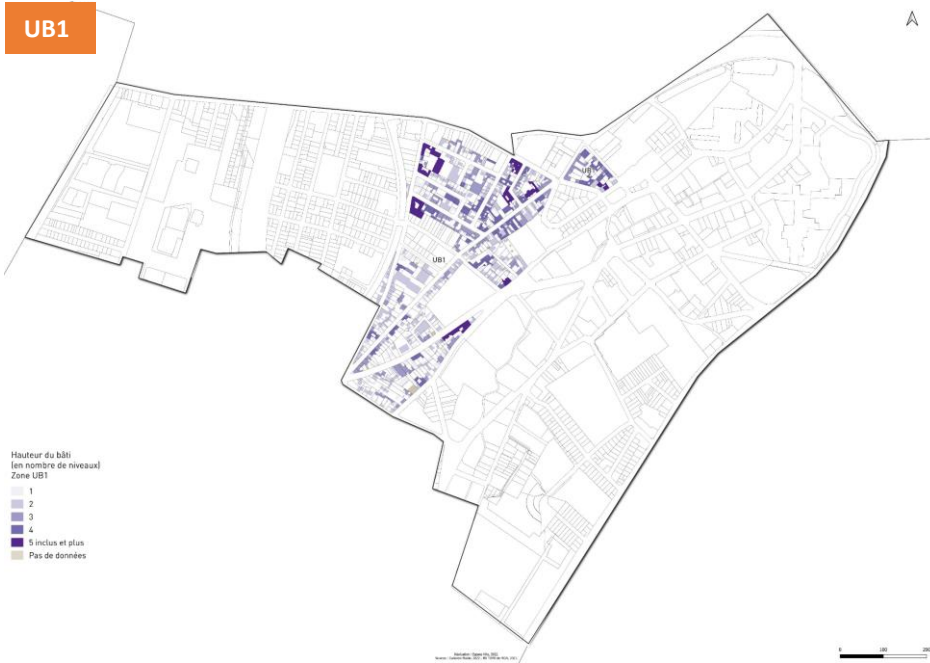 UB1
UB1
UB1
Hauteur du bâti
(en nombre de niveaux)
Zone UB1
1
2
3
4
5 inclus et plus
Pas de données
0 100 200